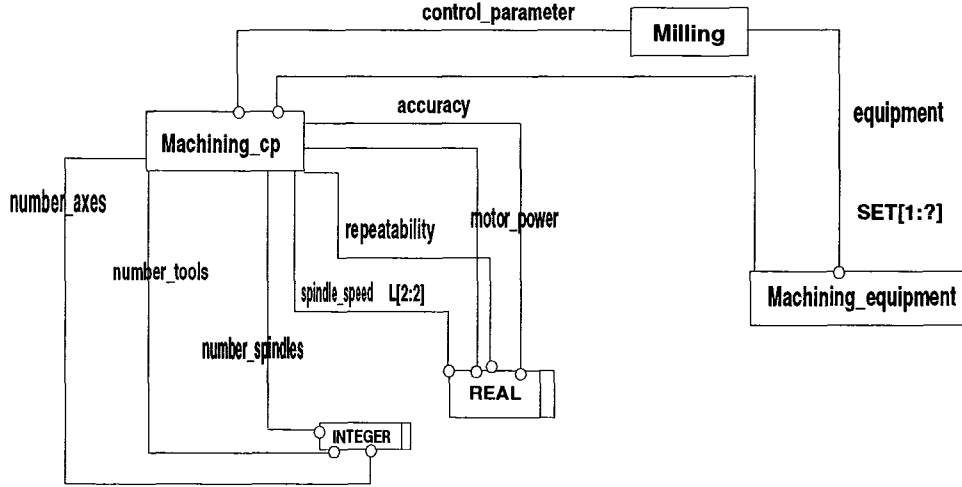 control_parameter
Milling
accuracy
equipment
Machining_cp
number_axes
SET[1:?]
motor_power
repeatability
number_tools
spindle_speed L[2:2]
Machining_equipment
number_spindles
REAL
INTEGER